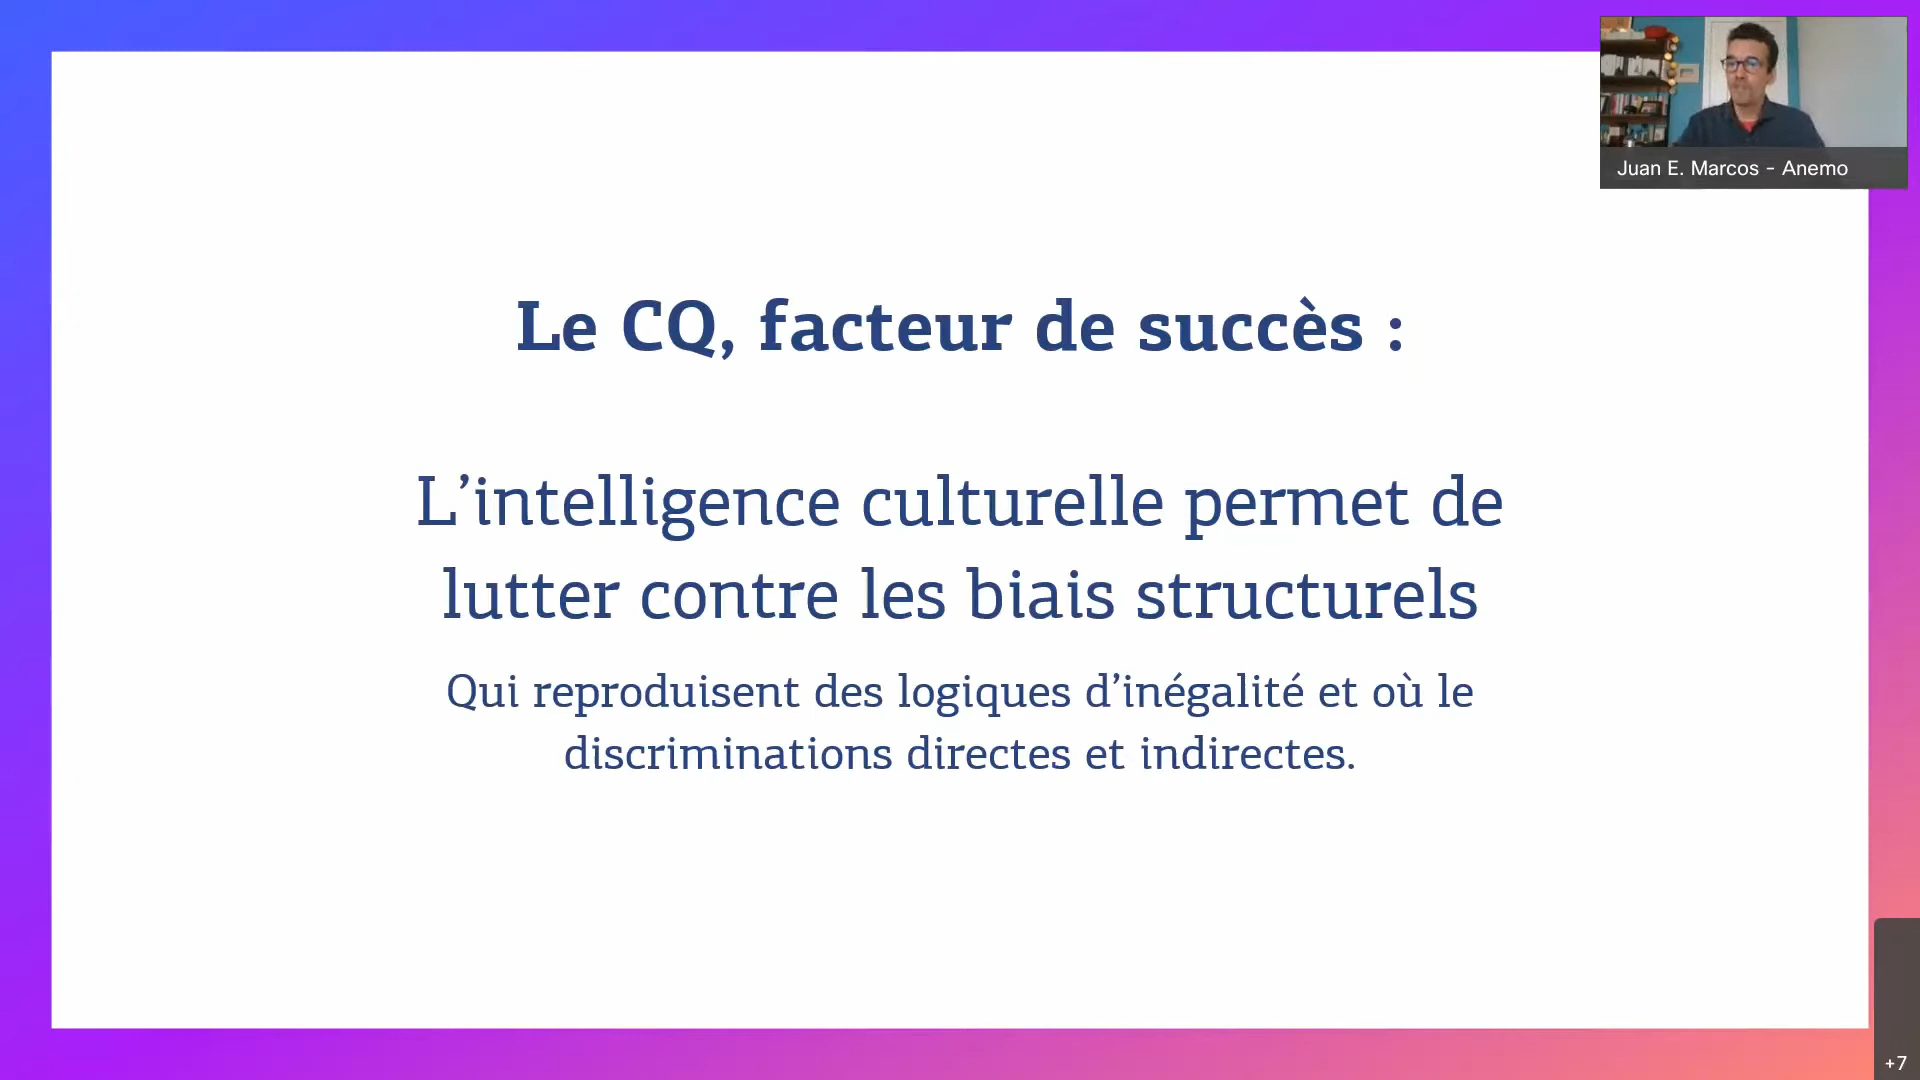 Juan E. Marcos - Anemo
Le CQ, facteur de succès :
L’intelligence culturelle permet de
lutter contre les biais structurels
Qui reproduisent des logiques d’inégalité et où le
discriminations directes et indirectes.
+7